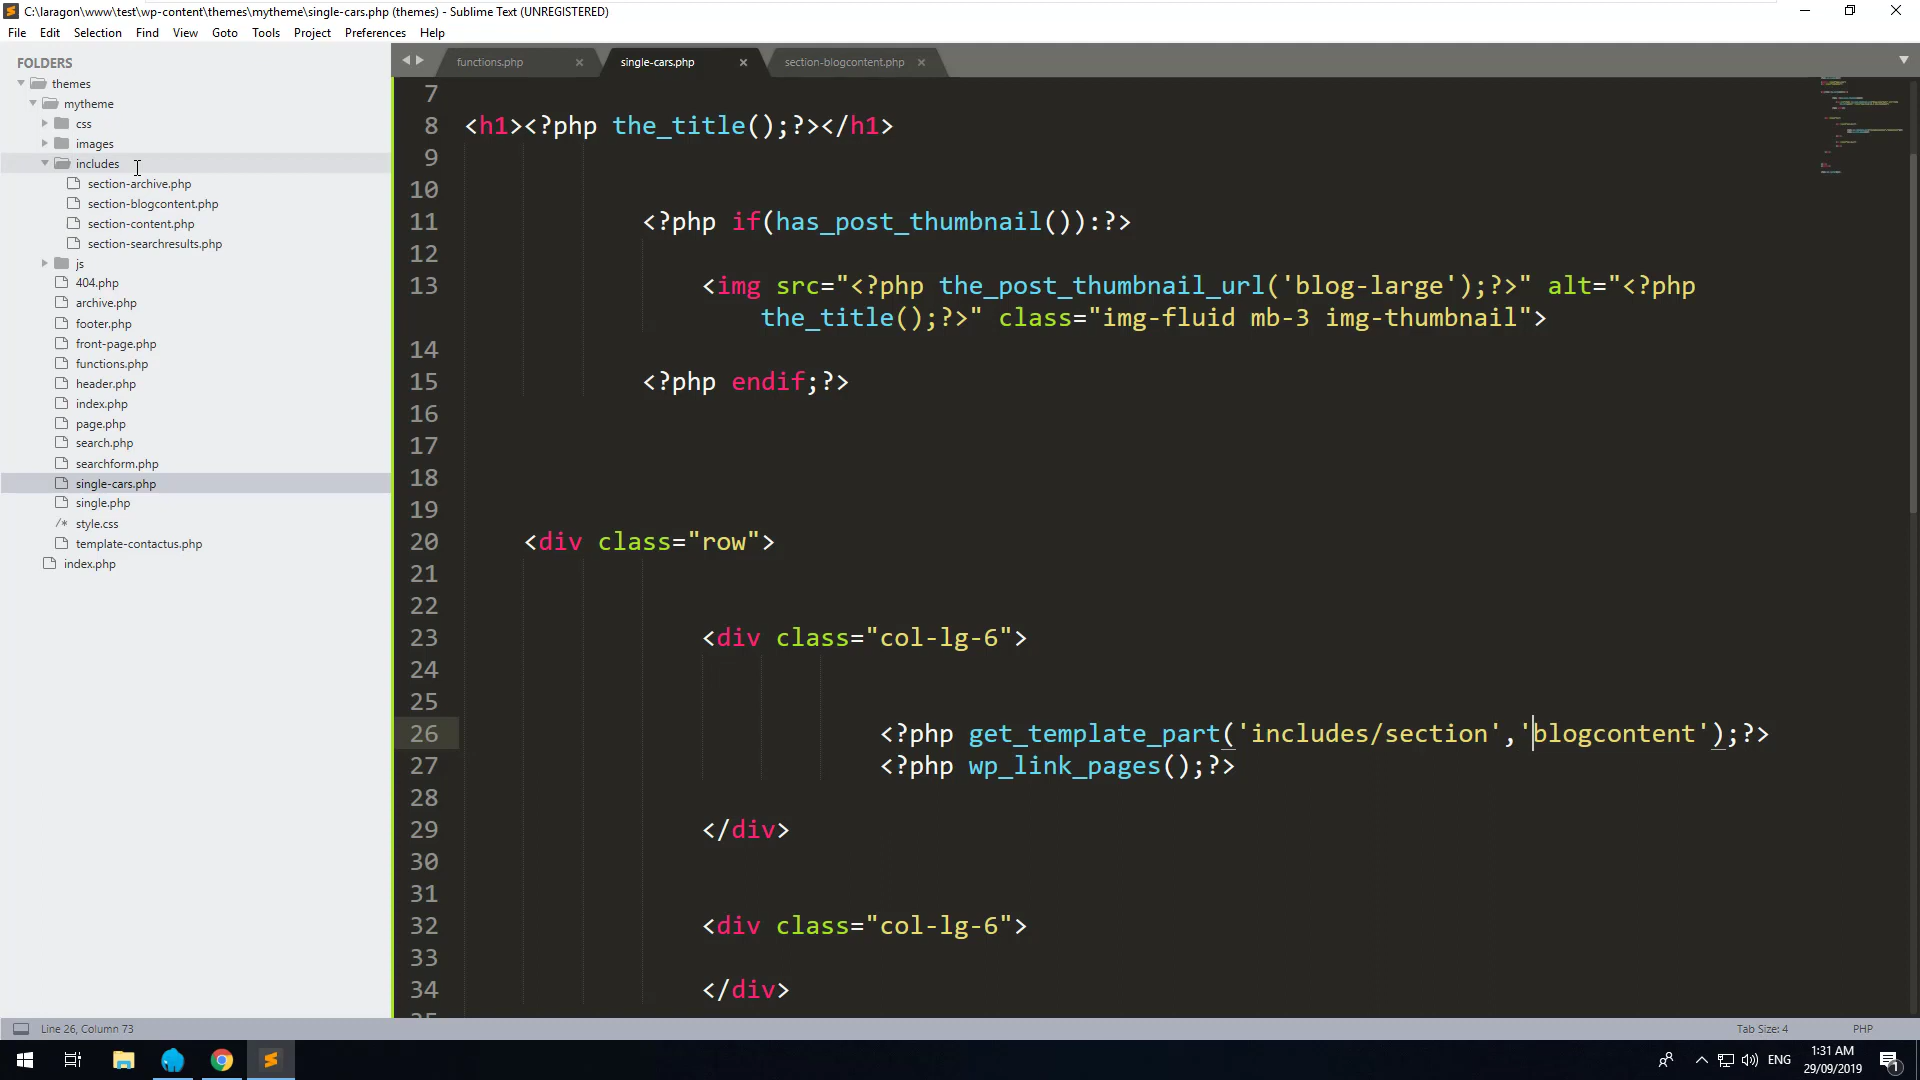 C:\laragon\www\test\wp-content\themes\mytheme\single-cars.php (themes) - Sublime Text (UNREGISTERED)
File Edit Selection Find View Goto Tools Project Preferences Help
FOLDERS
themes
mytheme
css
images
includes
section-archive.php
section-blogcontent.php
section-content.php
section-searchresults.php
js
404.php
archive.php
footer.php
front-page.php
functions.php
header.php
index.php
page.php
search.php
searchform.php
single-cars.php
single.php
/* style.css
template-contactus.php
index.php
functions.php × single-cars.php × section-blogcontent.php ×
7
8 <h1><?php the_title();?></h1>
9
10
11 <?php if(has_post_thumbnail()):?>
12
13 <img src="<?php the_post_thumbnail_url('blog-large');?>" alt="<?php
the_title();?>" class="img-fluid mb-3 img-thumbnail">
14
15 <?php endif;?>
16
17
18
19
20 <div class="row">
21
22
23 <div class="col-lg-6">
24
25
26 <?php get_template_part('includes/section','blogcontent');?>
27 <?php wp_link_pages();?>
28
29 </div>
30
31
32 <div class="col-lg-6">
33
34 </div>
Line 26, Column 73 Tab Size: 4 PHP
ENG
1:31 AM
29/09/2019
1